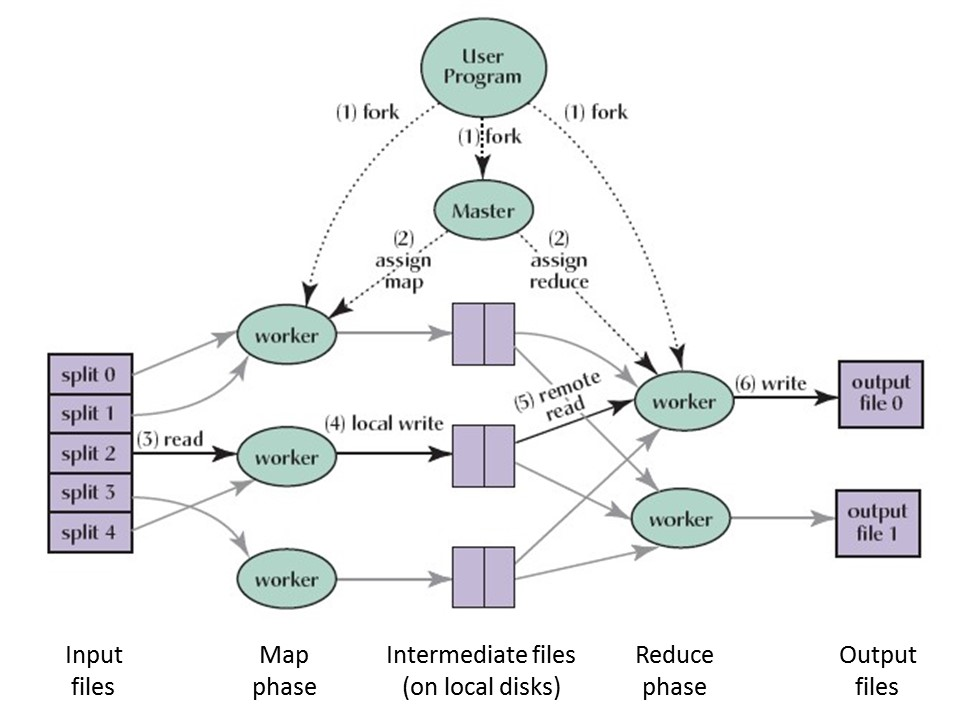 User
Program
(1) fork
(1) fork
(1) fork
Master
(2)
assign
map
(2)
assign
reduce
worker
split 0
split 1
split 2
split 3
split 4
(3) read
worker
(4) local write
worker
(5) remote
read
worker
(6) write
output
file 0
worker
output
file 1
Input
files
Map
phase
Intermediate files
(on local disks)
Reduce
phase
Output
files